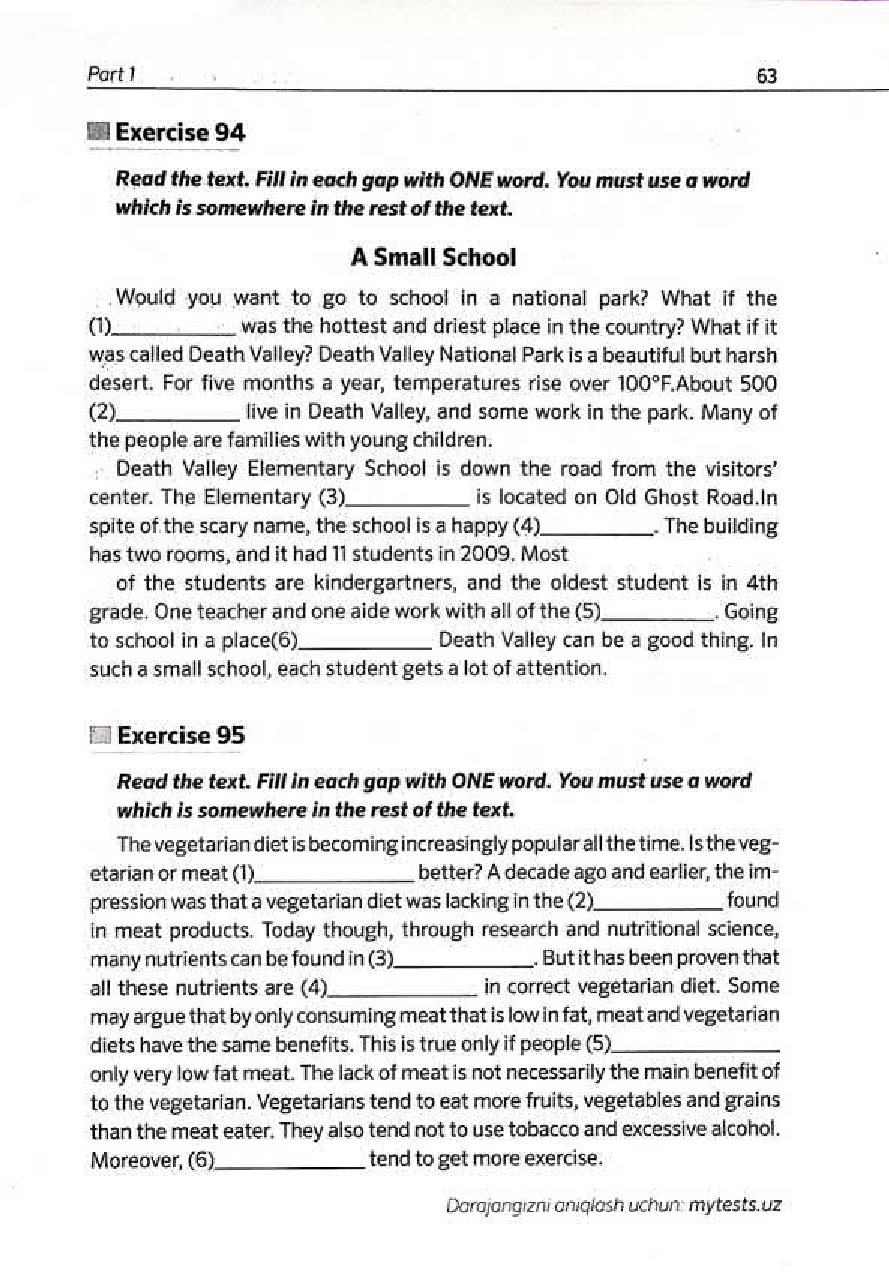 Part 1 63
Exercise 94
Read the text. Fill in each gap with ONE word. You must use a word
which is somewhere in the rest of the text.
A Small School
Would you want to go to school in a national park? What if the
(1)____________ was the hottest and driest place in the country? What if it
was called Death Valley? Death Valley National Park is a beautiful but harsh
desert. For five months a year, temperatures rise over 100°F.About 500
(2)____________ live in Death Valley, and some work in the park. Many of
the people are families with young children.
Death Valley Elementary School is down the road from the visitors'
center. The Elementary (3)____________ is located on Old Ghost Road.In
spite of the scary name, the school is a happy (4)___________. The building
has two rooms, and it had 11 students in 2009. Most
of the students are kindergartners, and the oldest student is in 4th
grade. One teacher and one aide work with all of the (5)___________. Going
to school in a place(6)_____________ Death Valley can be a good thing. In
such a small school, each student gets a lot of attention.
Exercise 95
Read the text. Fill in each gap with ONE word. You must use a word
which is somewhere in the rest of the text.
The vegetarian diet is becoming increasingly popular all the time. Is the veg-
etarian or meat (1)________________ better? A decade ago and earlier, the im-
pression was that a vegetarian diet was lacking in the (2)_____________ found
in meat products. Today though, through research and nutritional science,
many nutrients can be found in (3)________________. But it has been proven that
all these nutrients are (4)_______________ in correct vegetarian diet. Some
may argue that by only consuming meat that is low in fat, meat and vegetarian
diets have the same benefits. This is true only if people (5)_________________
only very low fat meat. The lack of meat is not necessarily the main benefit of
to the vegetarian. Vegetarians tend to eat more fruits, vegetables and grains
than the meat eater. They also tend not to use tobacco and excessive alcohol.
Moreover, (6)_______________ tend to get more exercise.
Darajangizni aniqlash uchun: mytests.uz